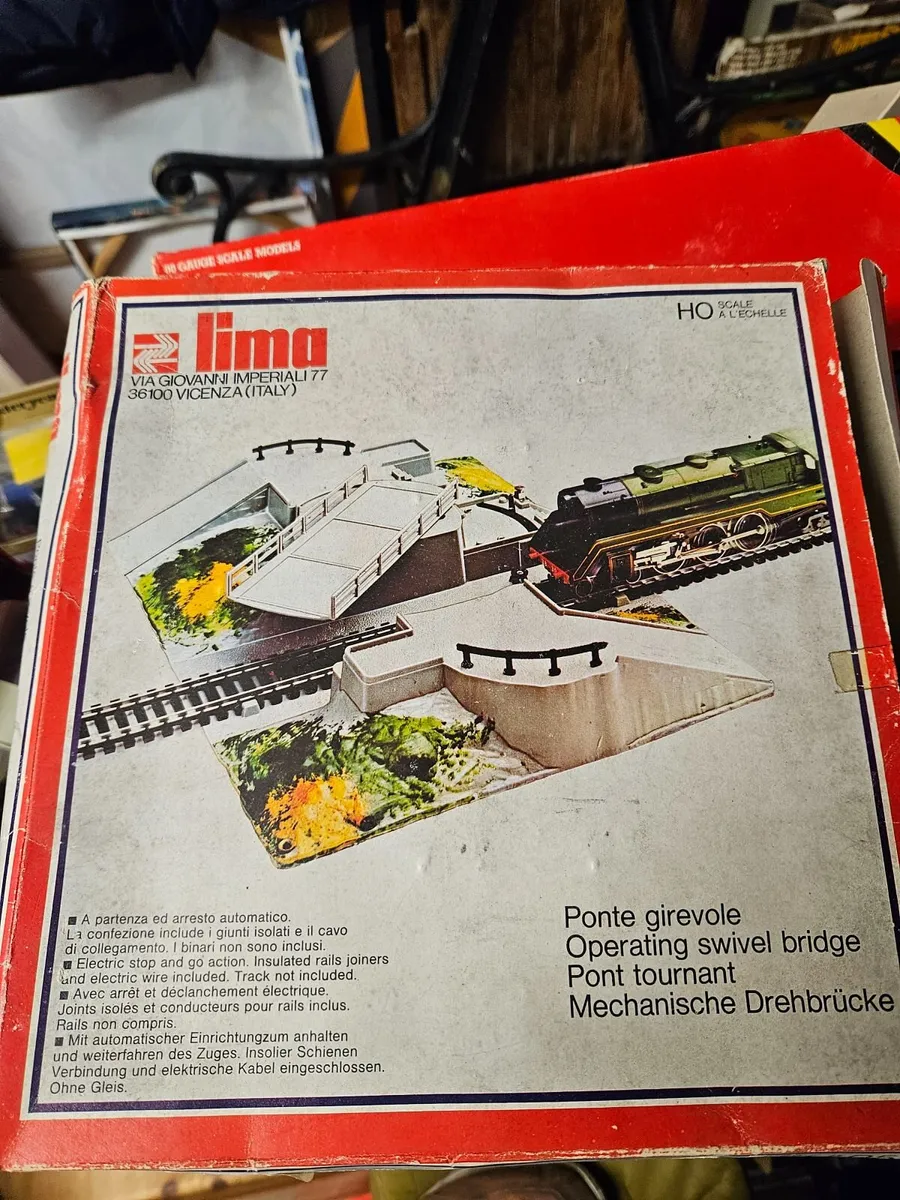 00 GAUGE SCALE MODELS
lima
HO SCALE
A L'ECHELLE
VIA GIOVANNI IMPERIALI 77
36100 VICENZA (ITALY)
■ A partenza ed arresto automatico.
La confezione include i giunti isolati e il cavo
di collegamento. I binari non sono inclusi.
■ Electric stop and go action. Insulated rails joiners
and electric wire included. Track not included.
■ Avec arrêt et déclanchement électrique.
Joints isolés et conducteurs pour rails inclus.
Rails non compris.
■ Mit automatischer Einrichtungzum anhalten
und weiterfahren des Zuges. Insolier Schienen
Verbindung und elektrische Kabel eingeschlossen.
Ohne Gleis.
Ponte girevole
Operating swivel bridge
Pont tournant
Mechanische Drehbrücke